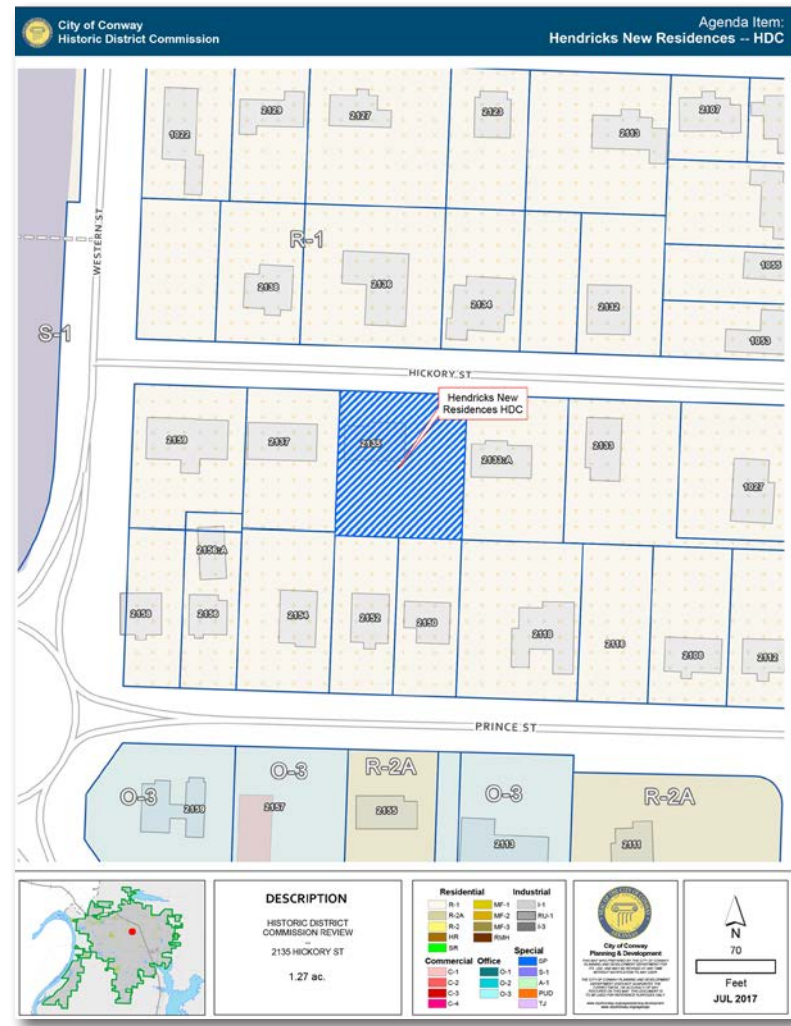 City of Conway
Historic District Commission
Agenda Item:
Hendricks New Residences -- HDC
1022
2129
2127
2123
2113
2107
WESTERN ST
R-1
S-1
2138
2136
2134
2132
1055
1053
HICKORY ST
Hendricks New
Residences HDC
2159
2137
2133:A
2133
1027
2156:A
2158
2156
2154
2152
2150
2118
2116
2108
2112
PRINCE ST
O-3
O-3
R-2A
O-3
R-2A
2159
2157
2155
2113
2111
DESCRIPTION
HISTORIC DISTRICT
COMMISSION REVIEW
--
2135 HICKORY ST
1.27 ac.
Residential
R-1
R-2A
R-2
HR
SR
MF-1
MF-2
MF-3
RMH
Industrial
I-1
RU-1
I-3
Commercial
C-1
C-2
C-3
C-4
Office
O-1
O-2
O-3
Special
SP
S-1
A-1
PUD
TJ
City of Conway
Planning & Development
N
70
Feet
JUL 2017